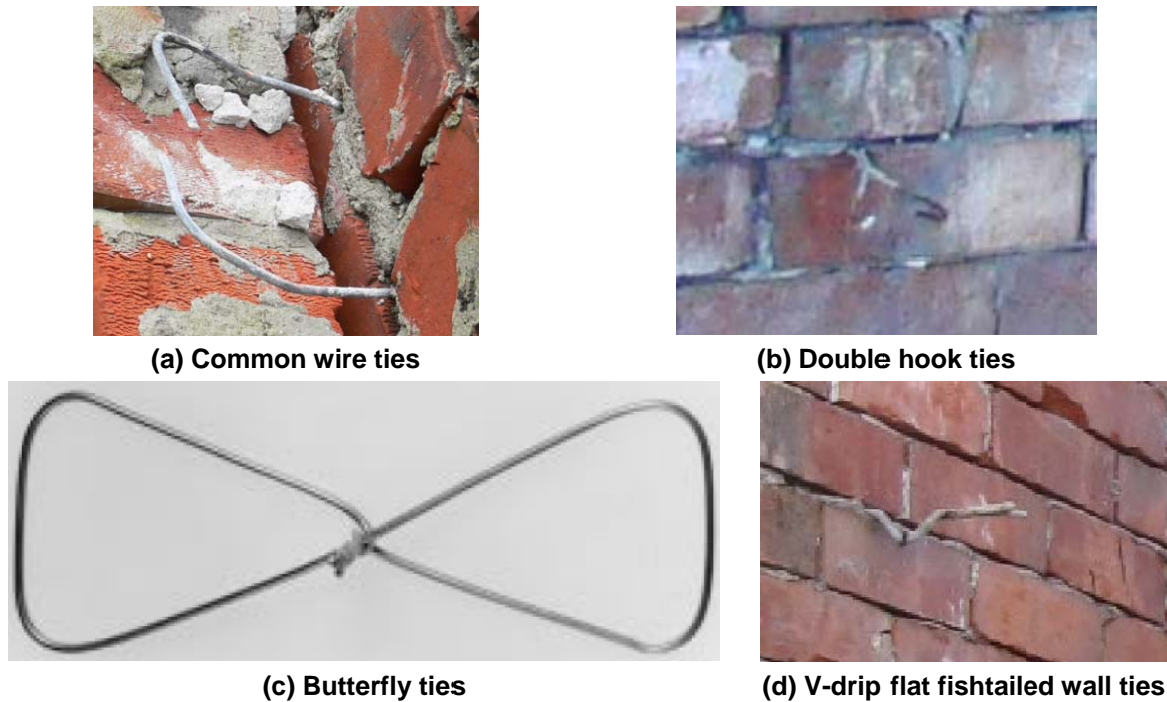 (a) Common wire ties
(b) Double hook ties
(c) Butterfly ties
(d) V-drip flat fishtailed wall ties